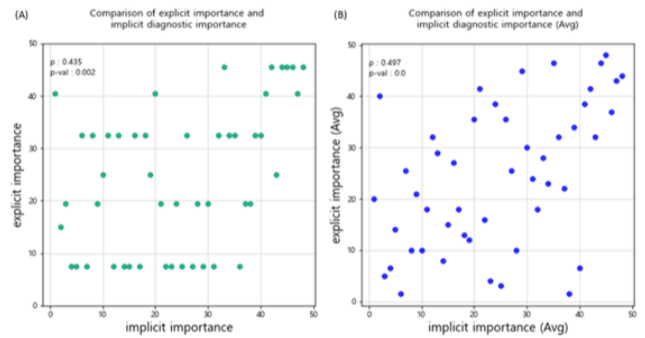 (A)
Comparison of explicit importance and
implicit diagnostic importance
ρ : 0.435
p-val : 0.002
50
40
30
20
10
0
explicit importance
0 10 20 30 40 50
implicit importance
(B)
Comparison of explicit importance and
implicit diagnostic importance (Avg)
ρ : 0.497
p-val : 0.0
50
40
30
20
10
0
explicit importance (Avg)
0 10 20 30 40 50
implicit importance (Avg)